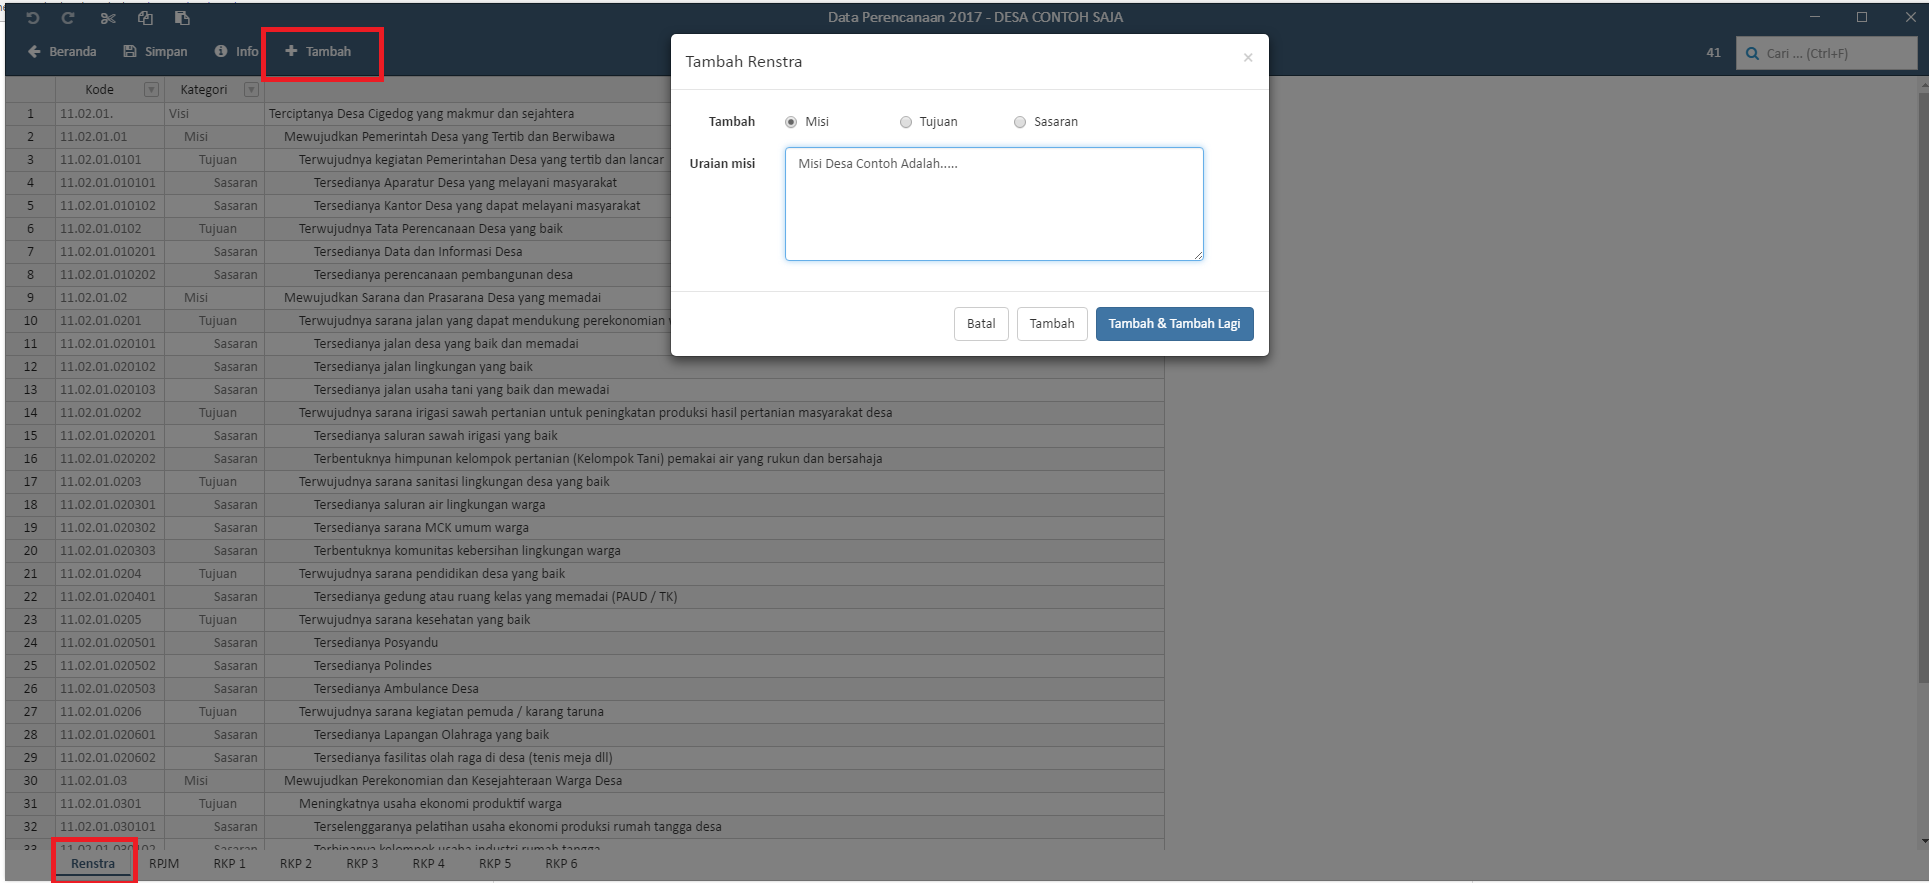 Data Perencanaan 2017 - DESA CONTOH SAJA
Beranda Simpan Info Tambah
41 Cari ... (Ctrl+F)
Tambah Renstra ×
Tambah Misi Tujuan Sasaran
Uraian misi Misi Desa Contoh Adalah.....
Batal Tambah Tambah & Tambah Lagi
Kode Kategori
1 11.02.01. Visi Terciptanya Desa Cigedog yang makmur dan sejahtera
2 11.02.01.01 Misi Mewujudkan Pemerintah Desa yang Tertib dan Berwibawa
3 11.02.01.0101 Tujuan Terwujudnya kegiatan Pemerintahan Desa yang tertib dan lancar
4 11.02.01.010101 Sasaran Tersedianya Aparatur Desa yang melayani masyarakat
5 11.02.01.010102 Sasaran Tersedianya Kantor Desa yang dapat melayani masyarakat
6 11.02.01.0102 Tujuan Terwujudnya Tata Perencanaan Desa yang baik
7 11.02.01.010201 Sasaran Tersedianya Data dan Informasi Desa
8 11.02.01.010202 Sasaran Tersedianya perencanaan pembangunan desa
9 11.02.01.02 Misi Mewujudkan Sarana dan Prasarana Desa yang memadai
10 11.02.01.0201 Tujuan Terwujudnya sarana jalan yang dapat mendukung perekonomian
11 11.02.01.020101 Sasaran Tersedianya jalan desa yang baik dan memadai
12 11.02.01.020102 Sasaran Tersedianya jalan lingkungan yang baik
13 11.02.01.020103 Sasaran Tersedianya jalan usaha tani yang baik dan mewadai
14 11.02.01.0202 Tujuan Terwujudnya sarana irigasi sawah pertanian untuk peningkatan produksi hasil pertanian masyarakat desa
15 11.02.01.020201 Sasaran Tersedianya saluran sawah irigasi yang baik
16 11.02.01.020202 Sasaran Terbentuknya himpunan kelompok pertanian (Kelompok Tani) pemakai air yang rukun dan bersahaja
17 11.02.01.0203 Tujuan Terwujudnya sarana sanitasi lingkungan desa yang baik
18 11.02.01.020301 Sasaran Tersedianya saluran air lingkungan warga
19 11.02.01.020302 Sasaran Tersedianya sarana MCK umum warga
20 11.02.01.020303 Sasaran Terbentuknya komunitas kebersihan lingkungan warga
21 11.02.01.0204 Tujuan Terwujudnya sarana pendidikan desa yang baik
22 11.02.01.020401 Sasaran Tersedianya gedung atau ruang kelas yang memadai (PAUD / TK)
23 11.02.01.0205 Tujuan Terwujudnya sarana kesehatan yang baik
24 11.02.01.020501 Sasaran Tersedianya Posyandu
25 11.02.01.020502 Sasaran Tersedianya Polindes
26 11.02.01.020503 Sasaran Tersedianya Ambulance Desa
27 11.02.01.0206 Tujuan Terwujudnya sarana kegiatan pemuda / karang taruna
28 11.02.01.020601 Sasaran Tersedianya Lapangan Olahraga yang baik
29 11.02.01.020602 Sasaran Tersedianya fasilitas olah raga di desa (tenis meja dll)
30 11.02.01.03 Misi Mewujudkan Perekonomian dan Kesejahteraan Warga Desa
31 11.02.01.0301 Tujuan Meningkatnya usaha ekonomi produktif warga
32 11.02.01.030101 Sasaran Terselenggaranya pelatihan usaha ekonomi produksi rumah tangga desa
33 11.02.01.030102 Sasaran Terbinanya kelompok usaha industri rumah tangga
Renstra RPJM RKP 1 RKP 2 RKP 3 RKP 4 RKP 5 RKP 6